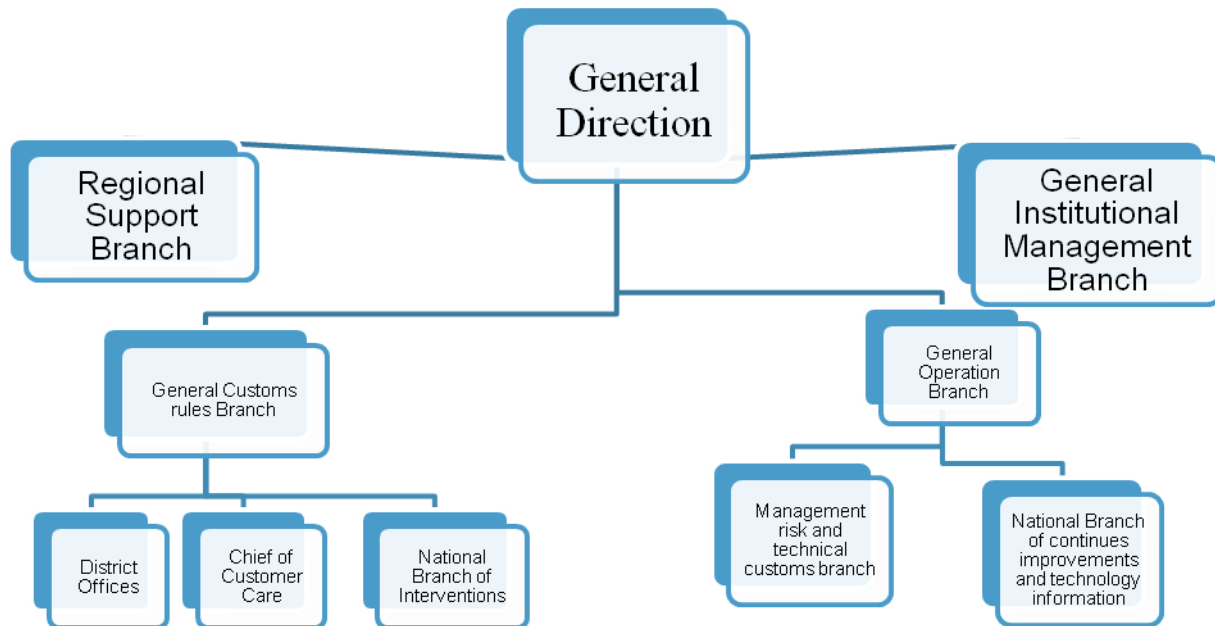 General
Direction
Regional
Support
Branch
General
Institutional
Management
Branch
General Customs
rules Branch
General
Operation
Branch
District
Offices
Chief of
Customer
Care
National
Branch of
Interventions
Management
risk and
technical
customs branch
National Branch
of continues
improvements
and technology
information